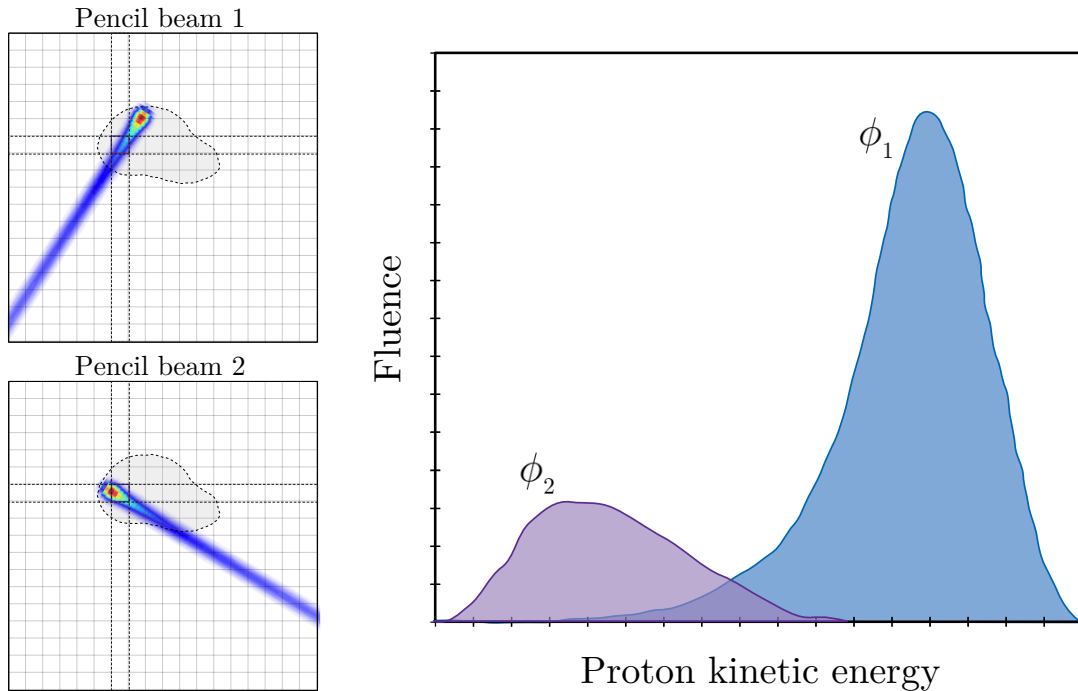 Pencil beam 1
Pencil beam 2
Fluence
ϕ₁
ϕ₂
Proton kinetic energy